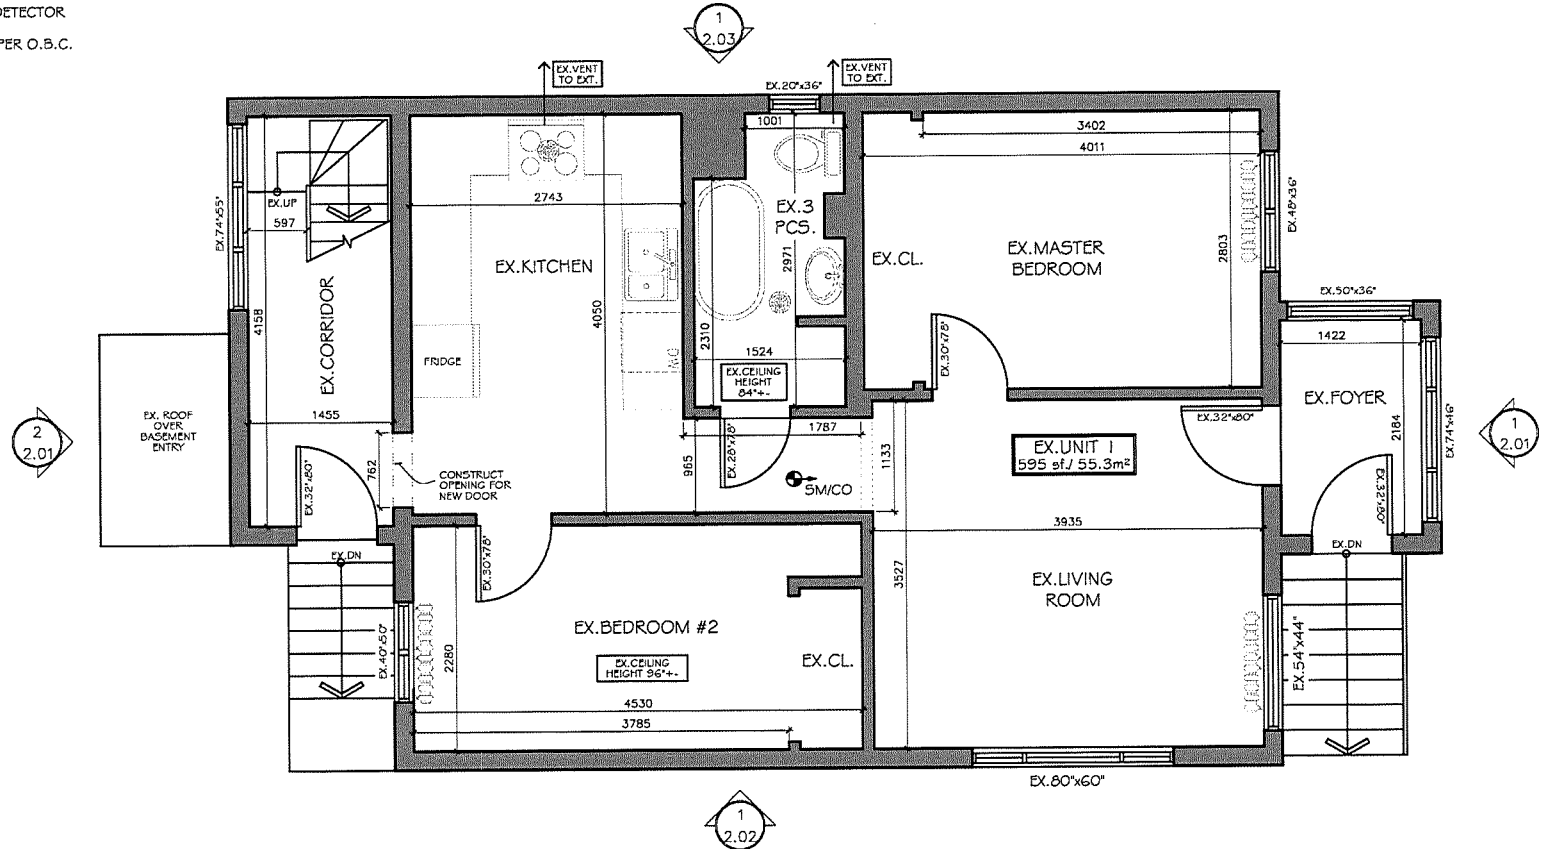 DETECTOR
PER O.B.C.
1
2.03
EX.VENT
TO EXT.
EX.20"x36"
EX.VENT
TO EXT.
1001
3402
4011
EX.UP
597
EX.74"x55"
4158
EX.CORRIDOR
1455
2743
EX.KITCHEN
4050
FRIDGE
EX.3
PCS.
2971
2310
1524
EX.CEILING
HEIGHT
84"+-
EX.CL.
EX.MASTER
BEDROOM
2803
EX.48"x36"
EX.30"x78"
EX.50"x36"
1422
EX.FOYER
2184
EX.74"x46"
EX.32"x80"
EX. ROOF
OVER
BASEMENT
ENTRY
2
2.01
1
2.01
EX.32"x80"
762
CONSTRUCT
OPENING FOR
NEW DOOR
965
EX.28"x78"
1787
1133
SM/CO
EX.UNIT 1
595 sf./ 55.3m²
EX.32"x80"
EX.DN
EX.DN
3935
3527
EX.LIVING
ROOM
EX.30"x78"
EX.40"x50"
2280
EX.BEDROOM #2
EX.CEILING
HEIGHT 96"+-
EX.CL.
4530
3785
EX.54"x44"
EX.80"x60"
1
2.02